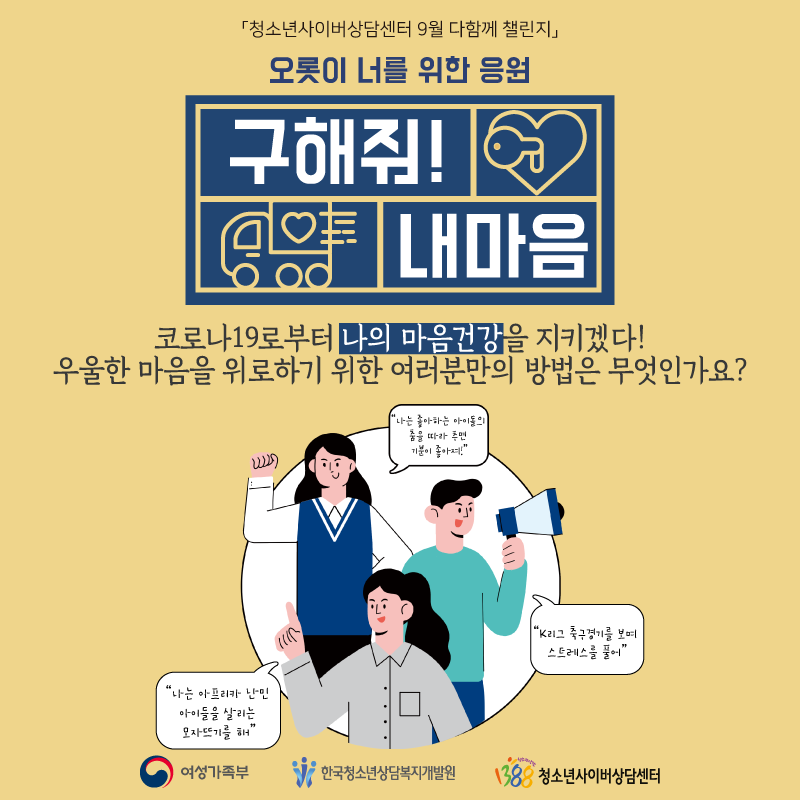 「청소년사이버상담센터 9월 다함께 챌린지」
오롯이 너를 위한 응원
구해줘!
내마음
코로나19로부터 나의 마음건강을 지키겠다!
우울한 마음을 위로하기 위한 여러분만의 방법은 무엇인가요?
“나는 좋아하는 아이돌의
춤을 따라 추면
기분이 좋아져!”
“K리그 축구경기를 보며
스트레스를 풀어”
“나는 아프리카 난민
아이들을 살리는
모자뜨기를 해”
여성가족부
한국청소년상담복지개발원
1388 청소년사이버상담센터